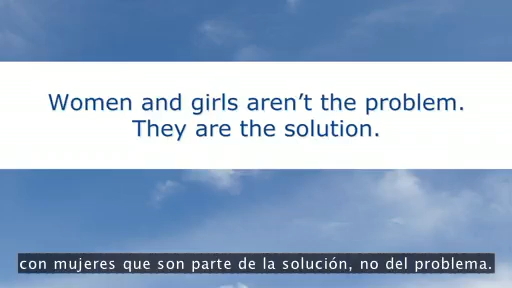 Women and girls aren’t the problem.
They are the solution.
con mujeres que son parte de la solución, no del problema.